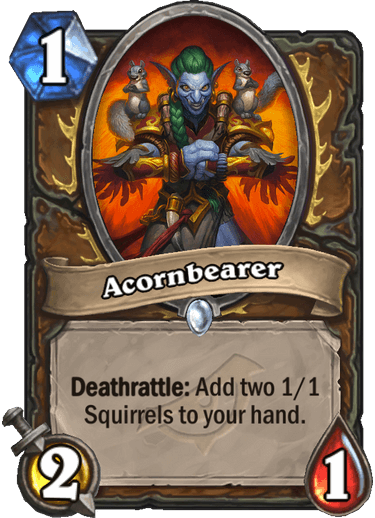 1
Acornbearer
Deathrattle: Add two 1/1
Squirrels to your hand.
2
1